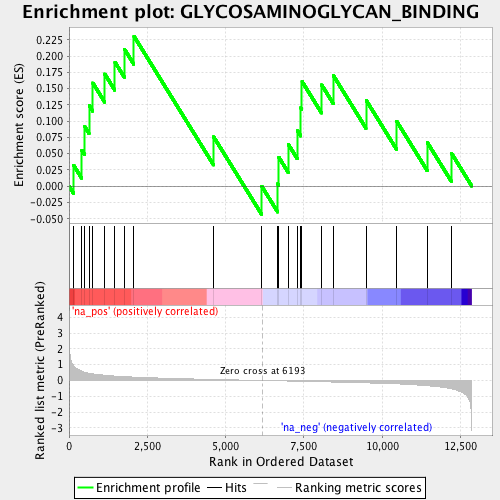 Enrichment plot: GLYCOSAMINOGLYCAN_BINDING
Enrichment score (ES)
0.225
0.200
0.175
0.150
0.125
0.100
0.075
0.050
0.025
0.000
-0.025
-0.050
Ranked list metric (PreRanked)
'na_pos' (positively correlated)
4
3
2
1
0
-1
-2
-3
Zero cross at 6193
'na_neg' (negatively correlated)
0 2,500 5,000 7,500 10,000 12,500
Rank in Ordered Dataset
Enrichment profile Hits Ranking metric scores